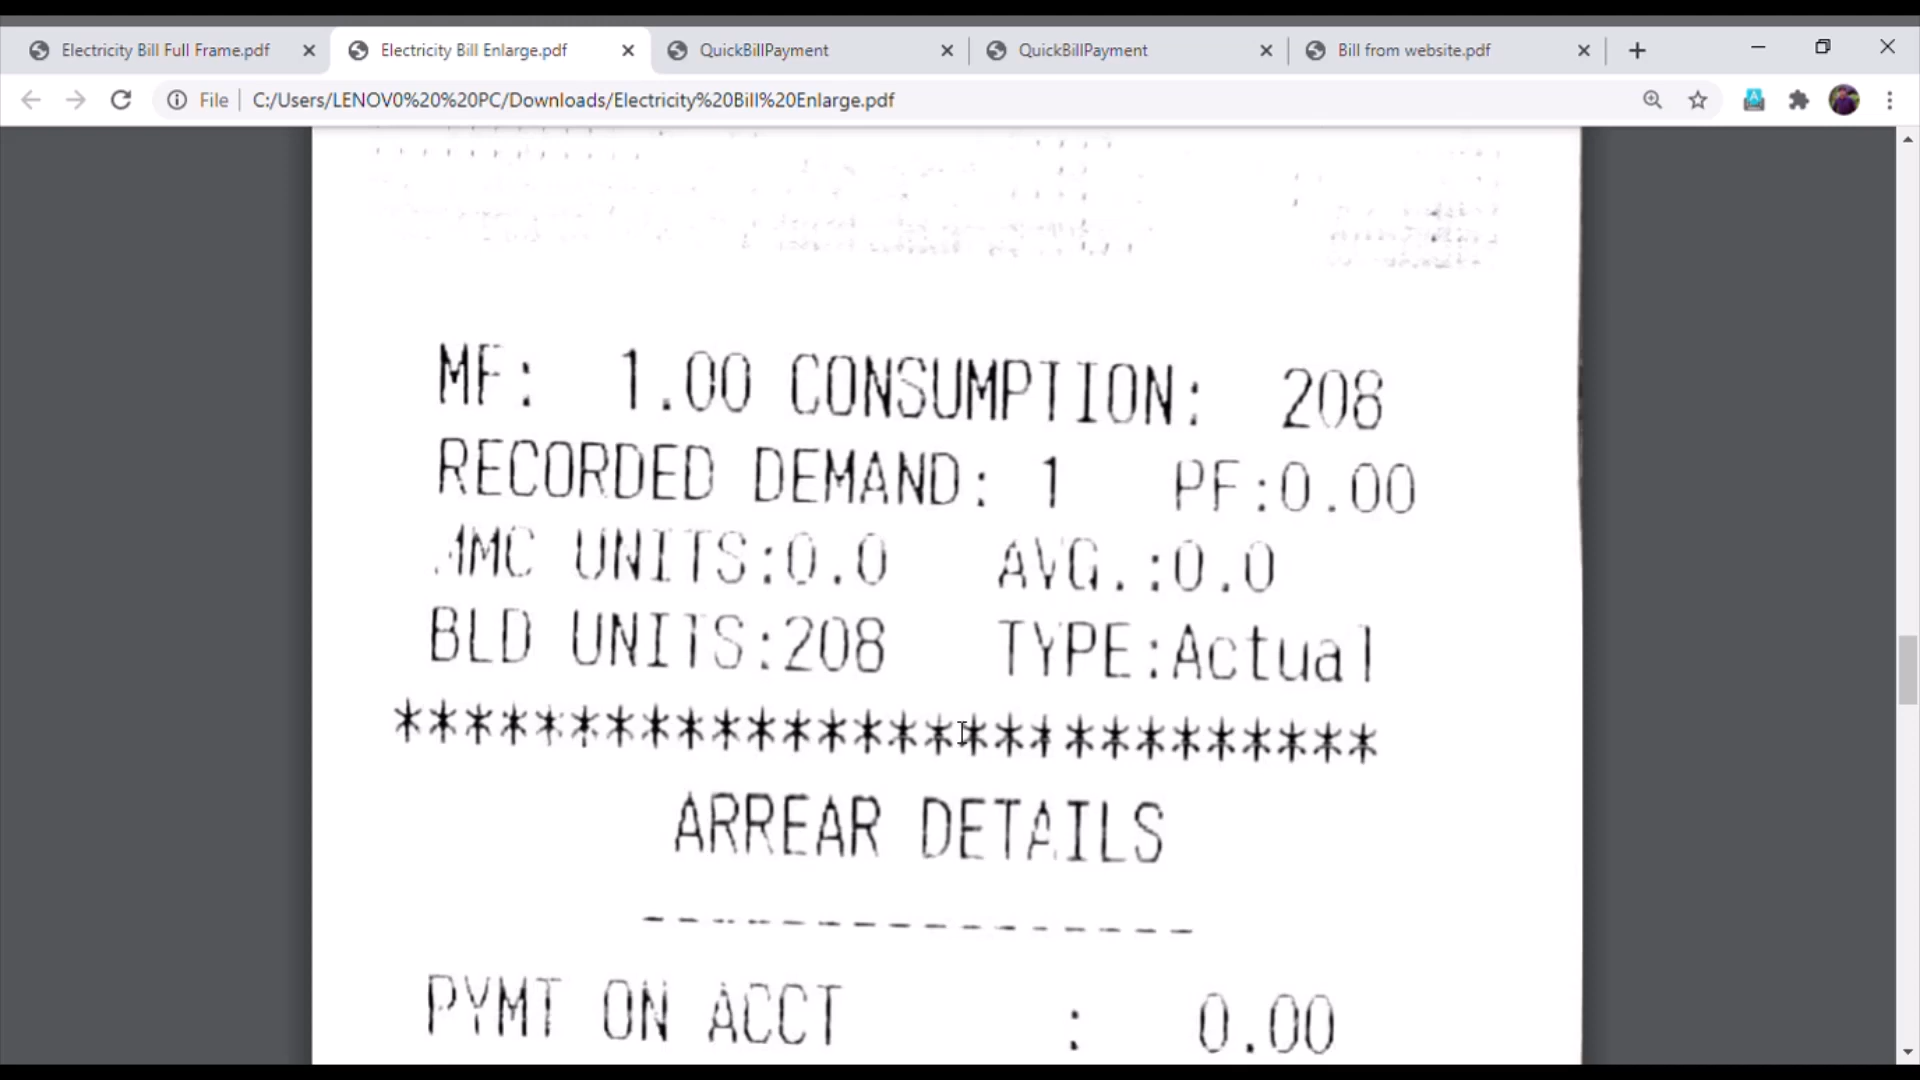 Electricity Bill Full Frame.pdf
Electricity Bill Enlarge.pdf
QuickBillPayment
QuickBillPayment
Bill from website.pdf
File
C:/Users/LENOV0%20%20PC/Downloads/Electricity%20Bill%20Enlarge.pdf
MF: 1.00 CONSUMPTION: 208
RECORDED DEMAND: 1 PF:0.00
UNITS:0.0 AVG.:0.0
BLD UNITS:208 TYPE:Actual
****************************
ARREAR DETAILS
----------------
PYMT ON ACCT : 0.00